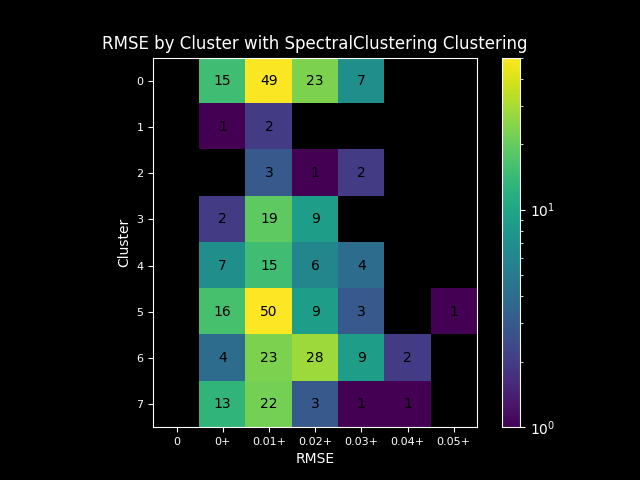 RMSE by Cluster with SpectralClustering Clustering
0 15 49 23 7
1 1 2
2 3 1 2
3 2 19 9
4 7 15 6 4
5 16 50 9 3 1
6 4 23 28 9 2
7 13 22 3 1 1
0 0+ 0.01+ 0.02+ 0.03+ 0.04+ 0.05+
RMSE
Cluster
10¹
10⁰